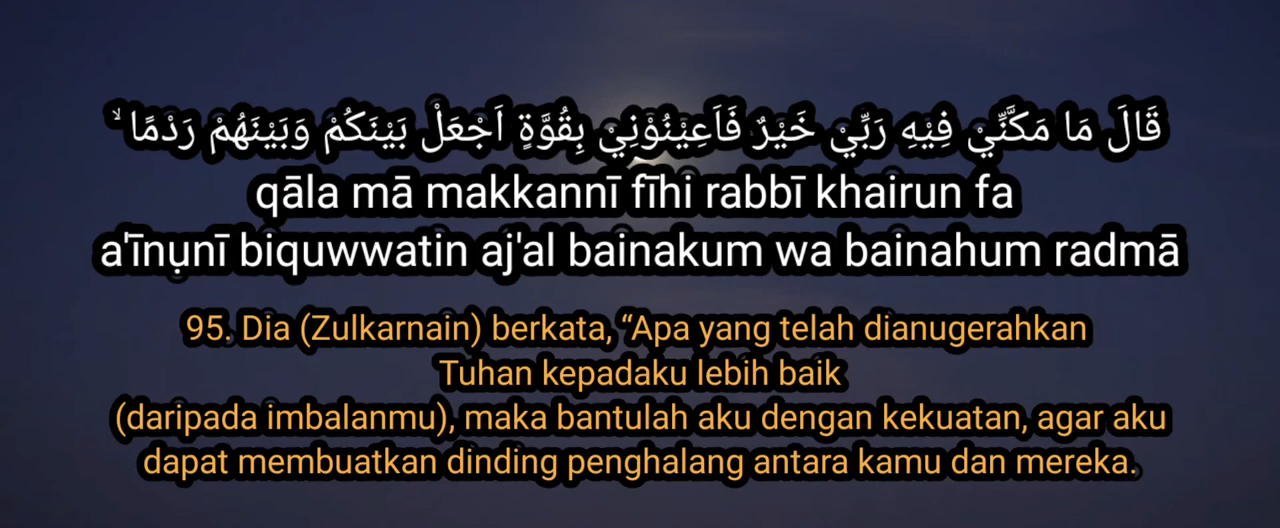 قَالَ مَا مَكَّنِّيْ فِيْهِ رَبِّيْ خَيْرٌ فَاَعِيْنُوْنِيْ بِقُوَّةٍ اَجْعَلْ بَيْنَكُمْ وَبَيْنَهُمْ رَدْمًا ۙ
qāla mā makkannī fīhi rabbī khairun fa
a'īnụnī biquwwatin aj'al bainakum wa bainahum radmā
95. Dia (Zulkarnain) berkata, “Apa yang telah dianugerahkan
Tuhan kepadaku lebih baik
(daripada imbalanmu), maka bantulah aku dengan kekuatan, agar aku
dapat membuatkan dinding penghalang antara kamu dan mereka.